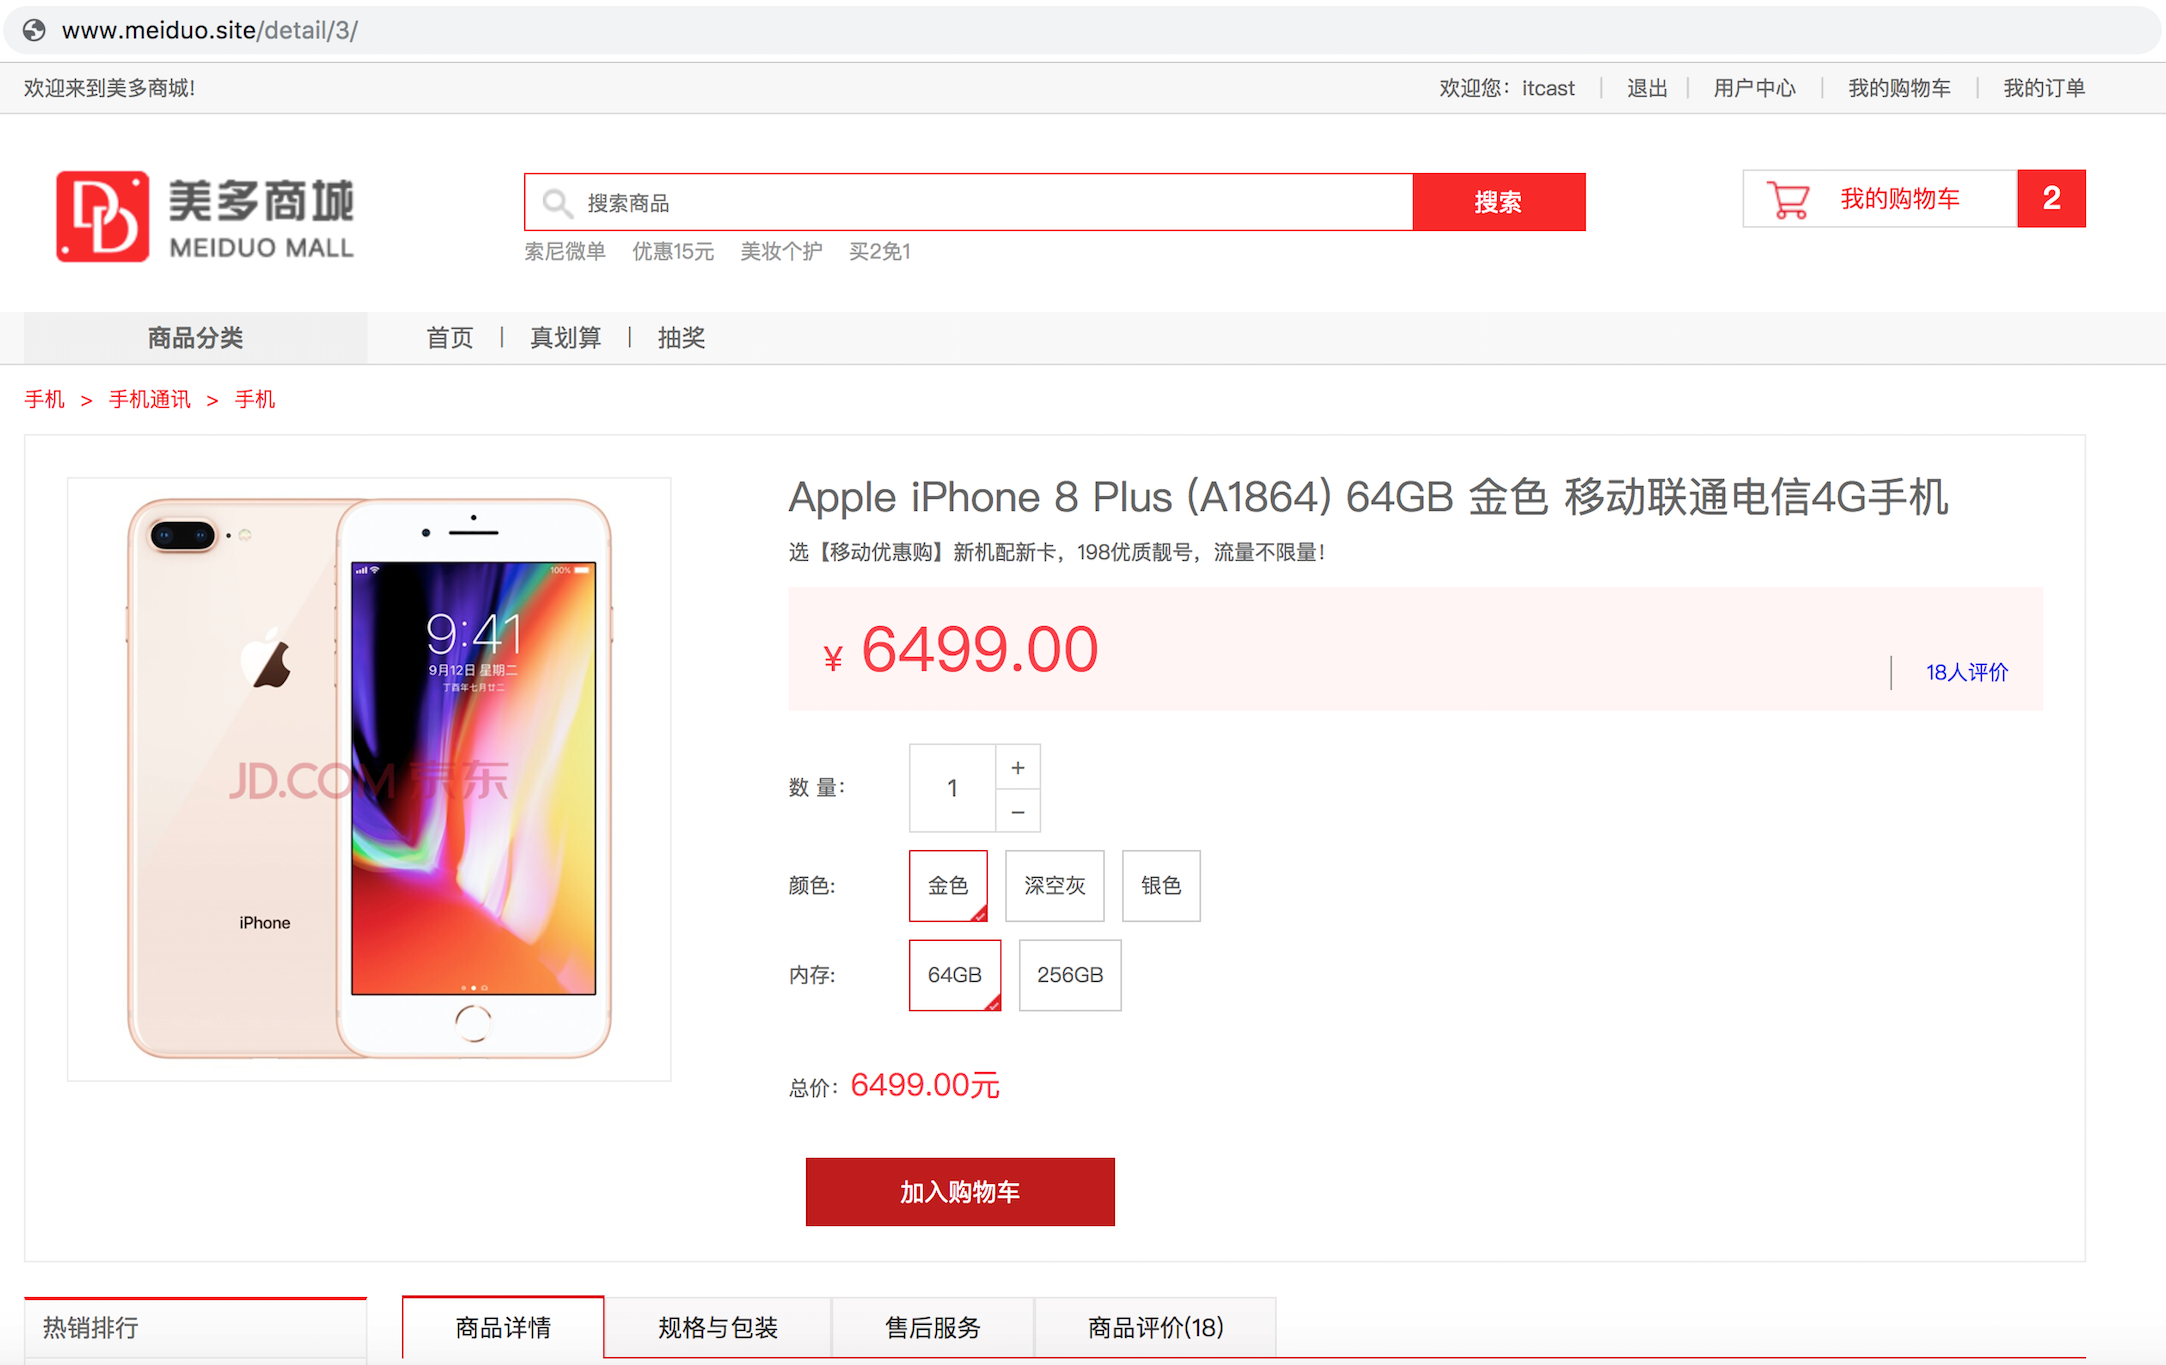 www.meiduo.site/detail/3/
欢迎来到美多商城!
欢迎您：itcast | 退出 | 用户中心 | 我的购物车 | 我的订单
美多商城
MEIDUO MALL
搜索商品
搜索
我的购物车
2
索尼微单 优惠15元 美妆个护 买2免1
商品分类 首页 | 真划算 | 抽奖
手机 > 手机通讯 > 手机
Apple iPhone 8 Plus (A1864) 64GB 金色 移动联通电信4G手机
选【移动优惠购】新机配新卡，198优质靓号，流量不限量！
¥ 6499.00
18人评价
100%
9:41
9月12日 星期二
丁酉年七月廿二
JD.COM 京东
iPhone
数 量： 1 + −
颜色: 金色 深空灰 银色
内存: 64GB 256GB
总价：6499.00元
加入购物车
热销排行
商品详情 规格与包装 售后服务 商品评价(18)